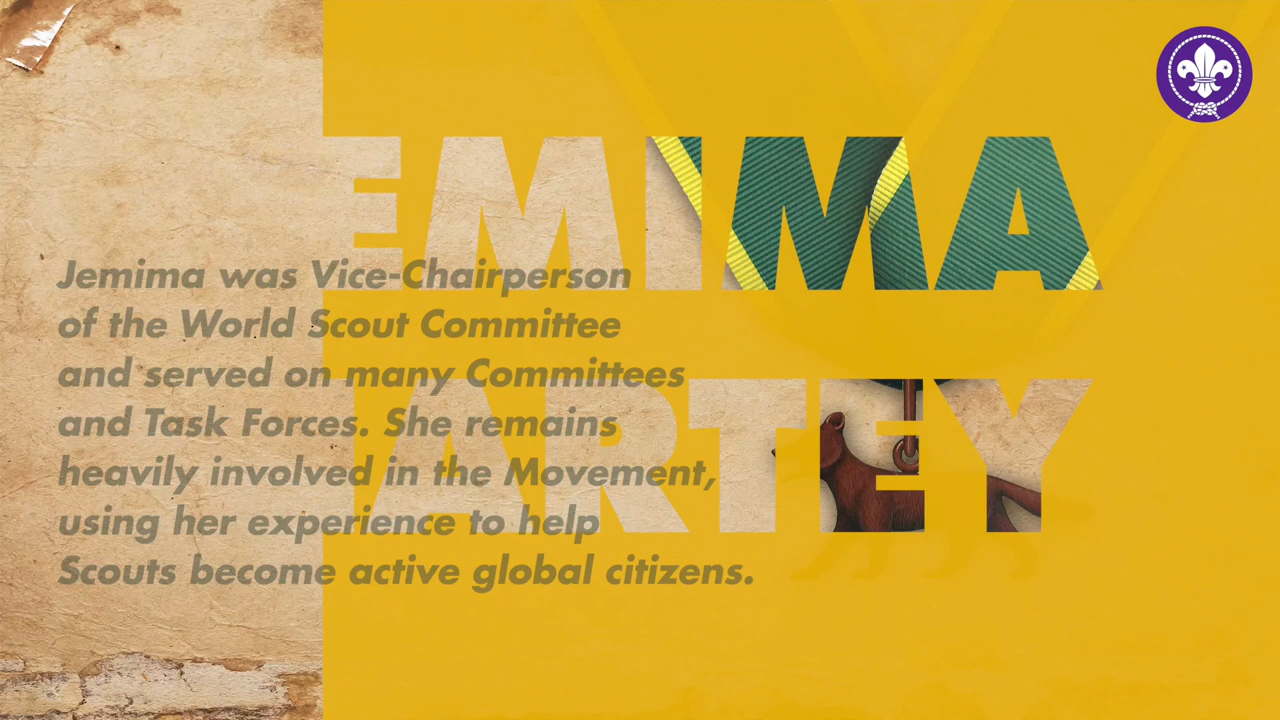 EMIMA
Jemima was Vice-Chairperson
of the World Scout Committee
and served on many Committees
ARTEY
and Task Forces. She remains
heavily involved in the Movement,
using her experience to help
Scouts become active global citizens.